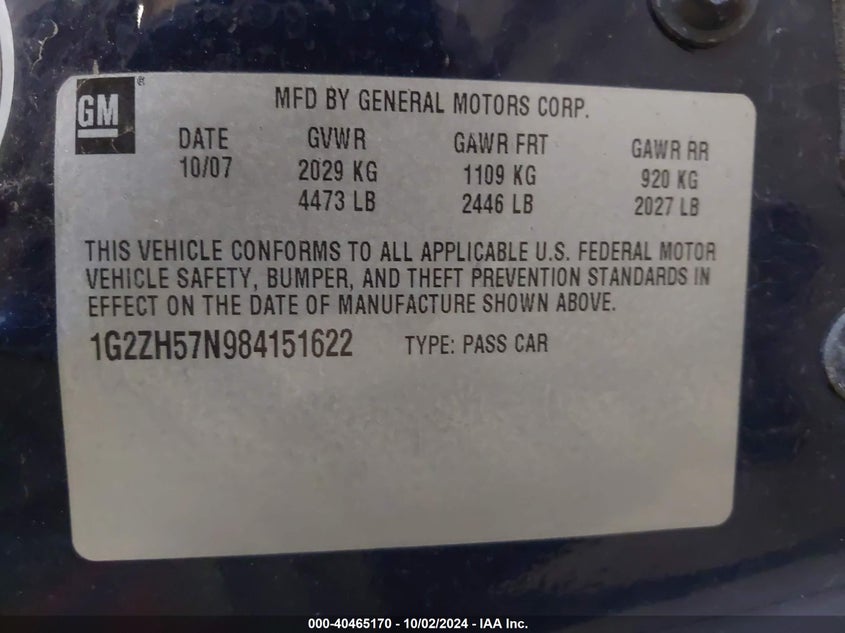 GM ®
MFD BY GENERAL MOTORS CORP.
DATE GVWR GAWR FRT GAWR RR
10/07 2029 KG 1109 KG 920 KG
4473 LB 2446 LB 2027 LB
THIS VEHICLE CONFORMS TO ALL APPLICABLE U.S. FEDERAL MOTOR
VEHICLE SAFETY, BUMPER, AND THEFT PREVENTION STANDARDS IN
EFFECT ON THE DATE OF MANUFACTURE SHOWN ABOVE.
1G2ZH57N984151622 TYPE: PASS CAR
000-40465170 - 10/02/2024 - IAA Inc.